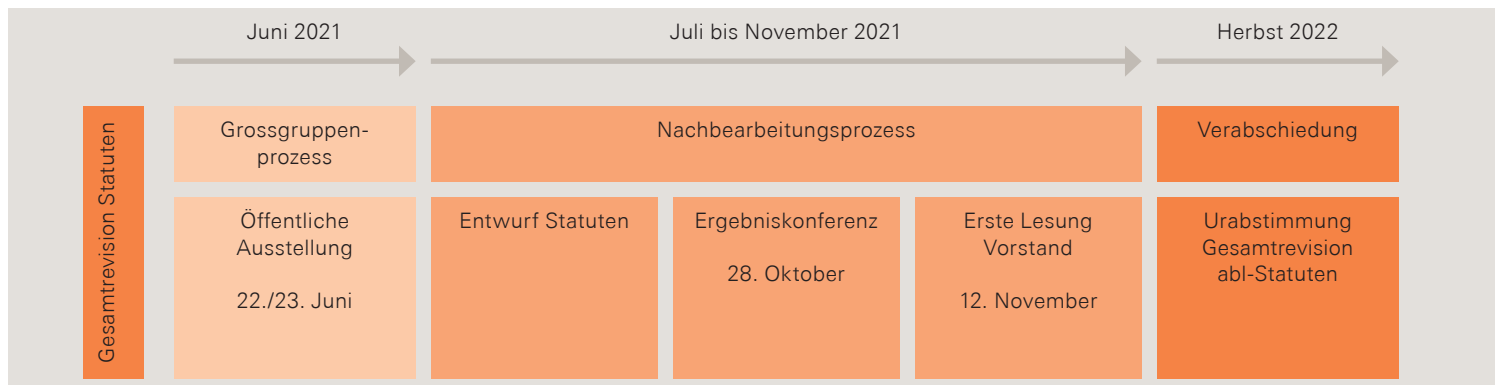 Juni 2021
Juli bis November 2021
Herbst 2022
Gesamtrevision Statuten
Grossgruppen-
prozess
Nachbearbeitungsprozess
Verabschiedung
Öffentliche
Ausstellung
22./23. Juni
Entwurf Statuten
Ergebniskonferenz
28. Oktober
Erste Lesung
Vorstand
12. November
Urabstimmung
Gesamtrevision
abl-Statuten